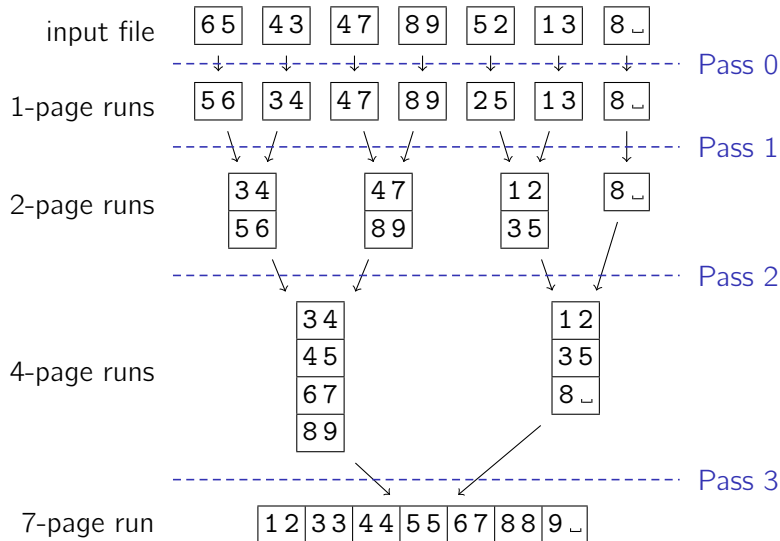 input file 6 5 4 3 4 7 8 9 5 2 1 3 8 ␣
Pass 0
1-page runs 5 6 3 4 4 7 8 9 2 5 1 3 8 ␣
Pass 1
2-page runs 3 4 4 7 1 2 8 ␣
5 6 8 9 3 5
Pass 2
3 4 1 2
4 5 3 5
4-page runs 6 7 8 ␣
8 9
Pass 3
7-page run 1 2 3 3 4 4 5 5 6 7 8 8 9 ␣